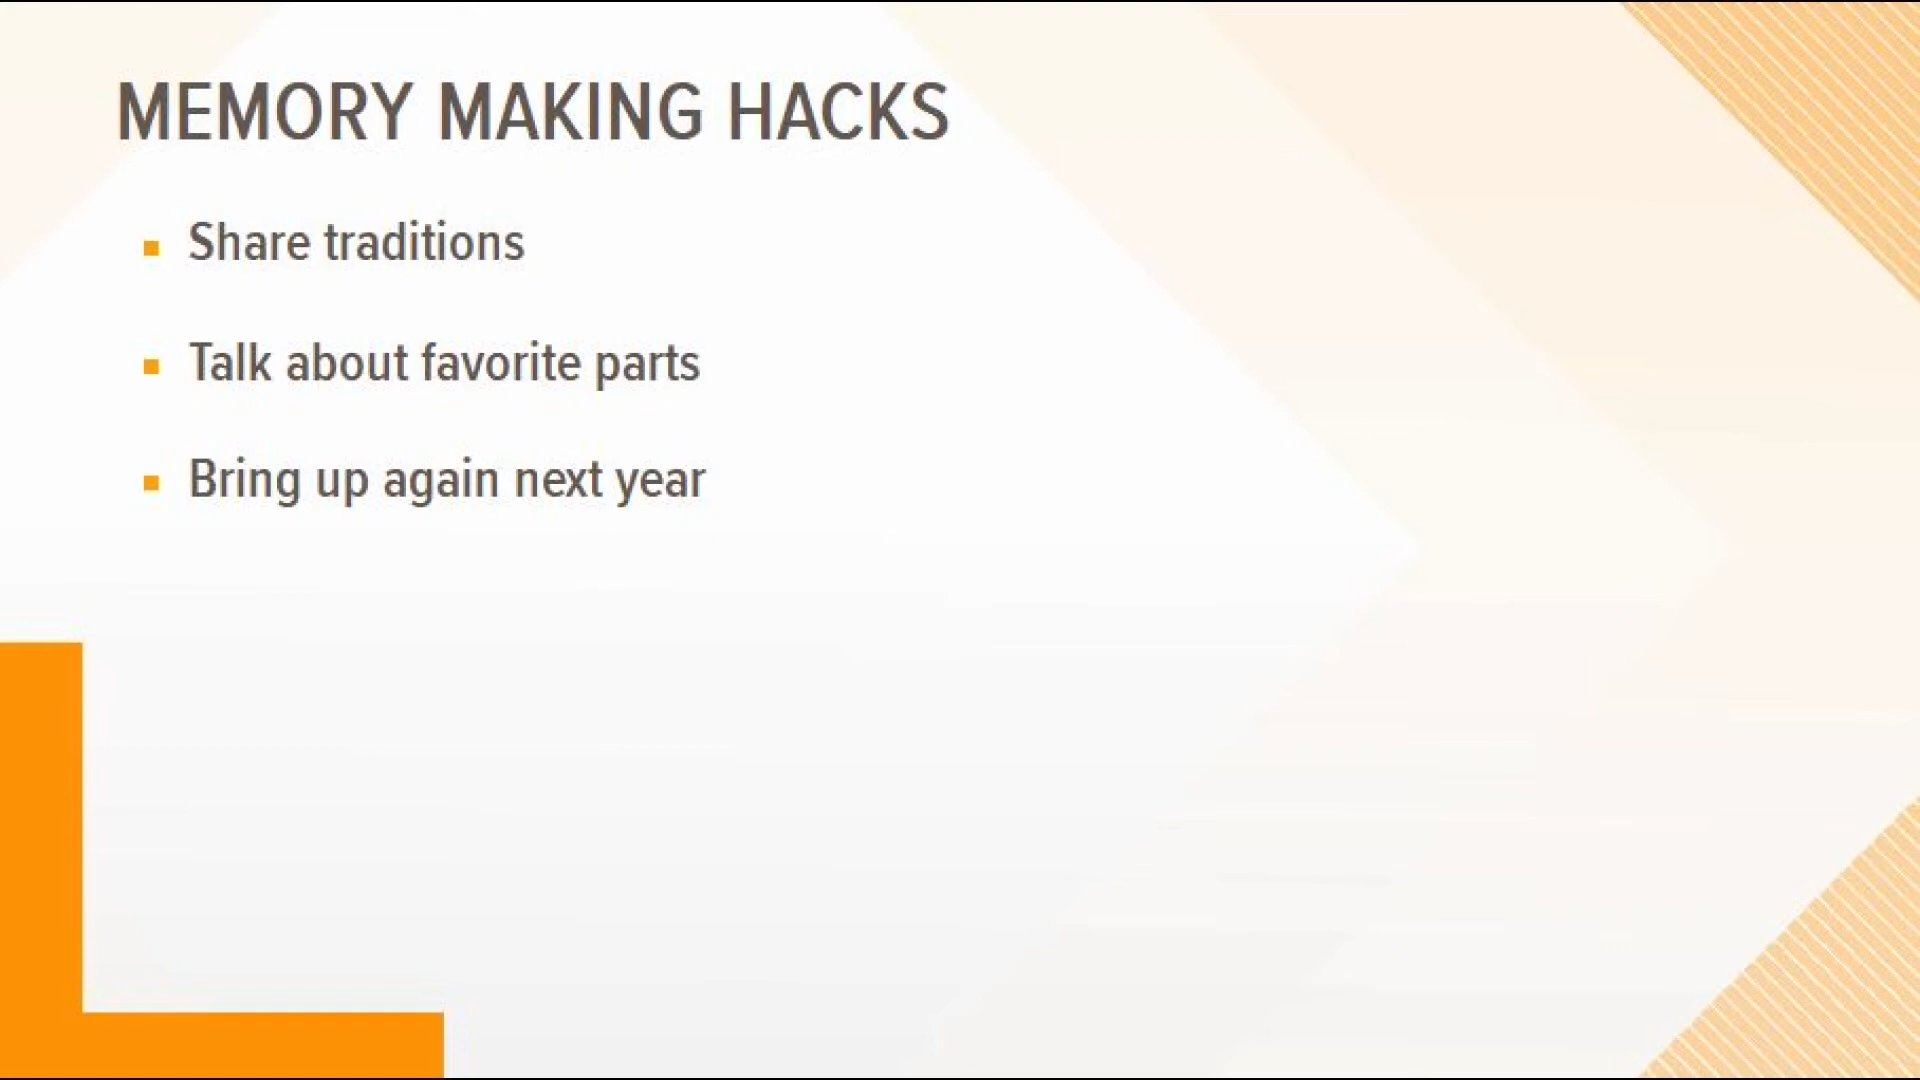 MEMORY MAKING HACKS
Share traditions
Talk about favorite parts
Bring up again next year